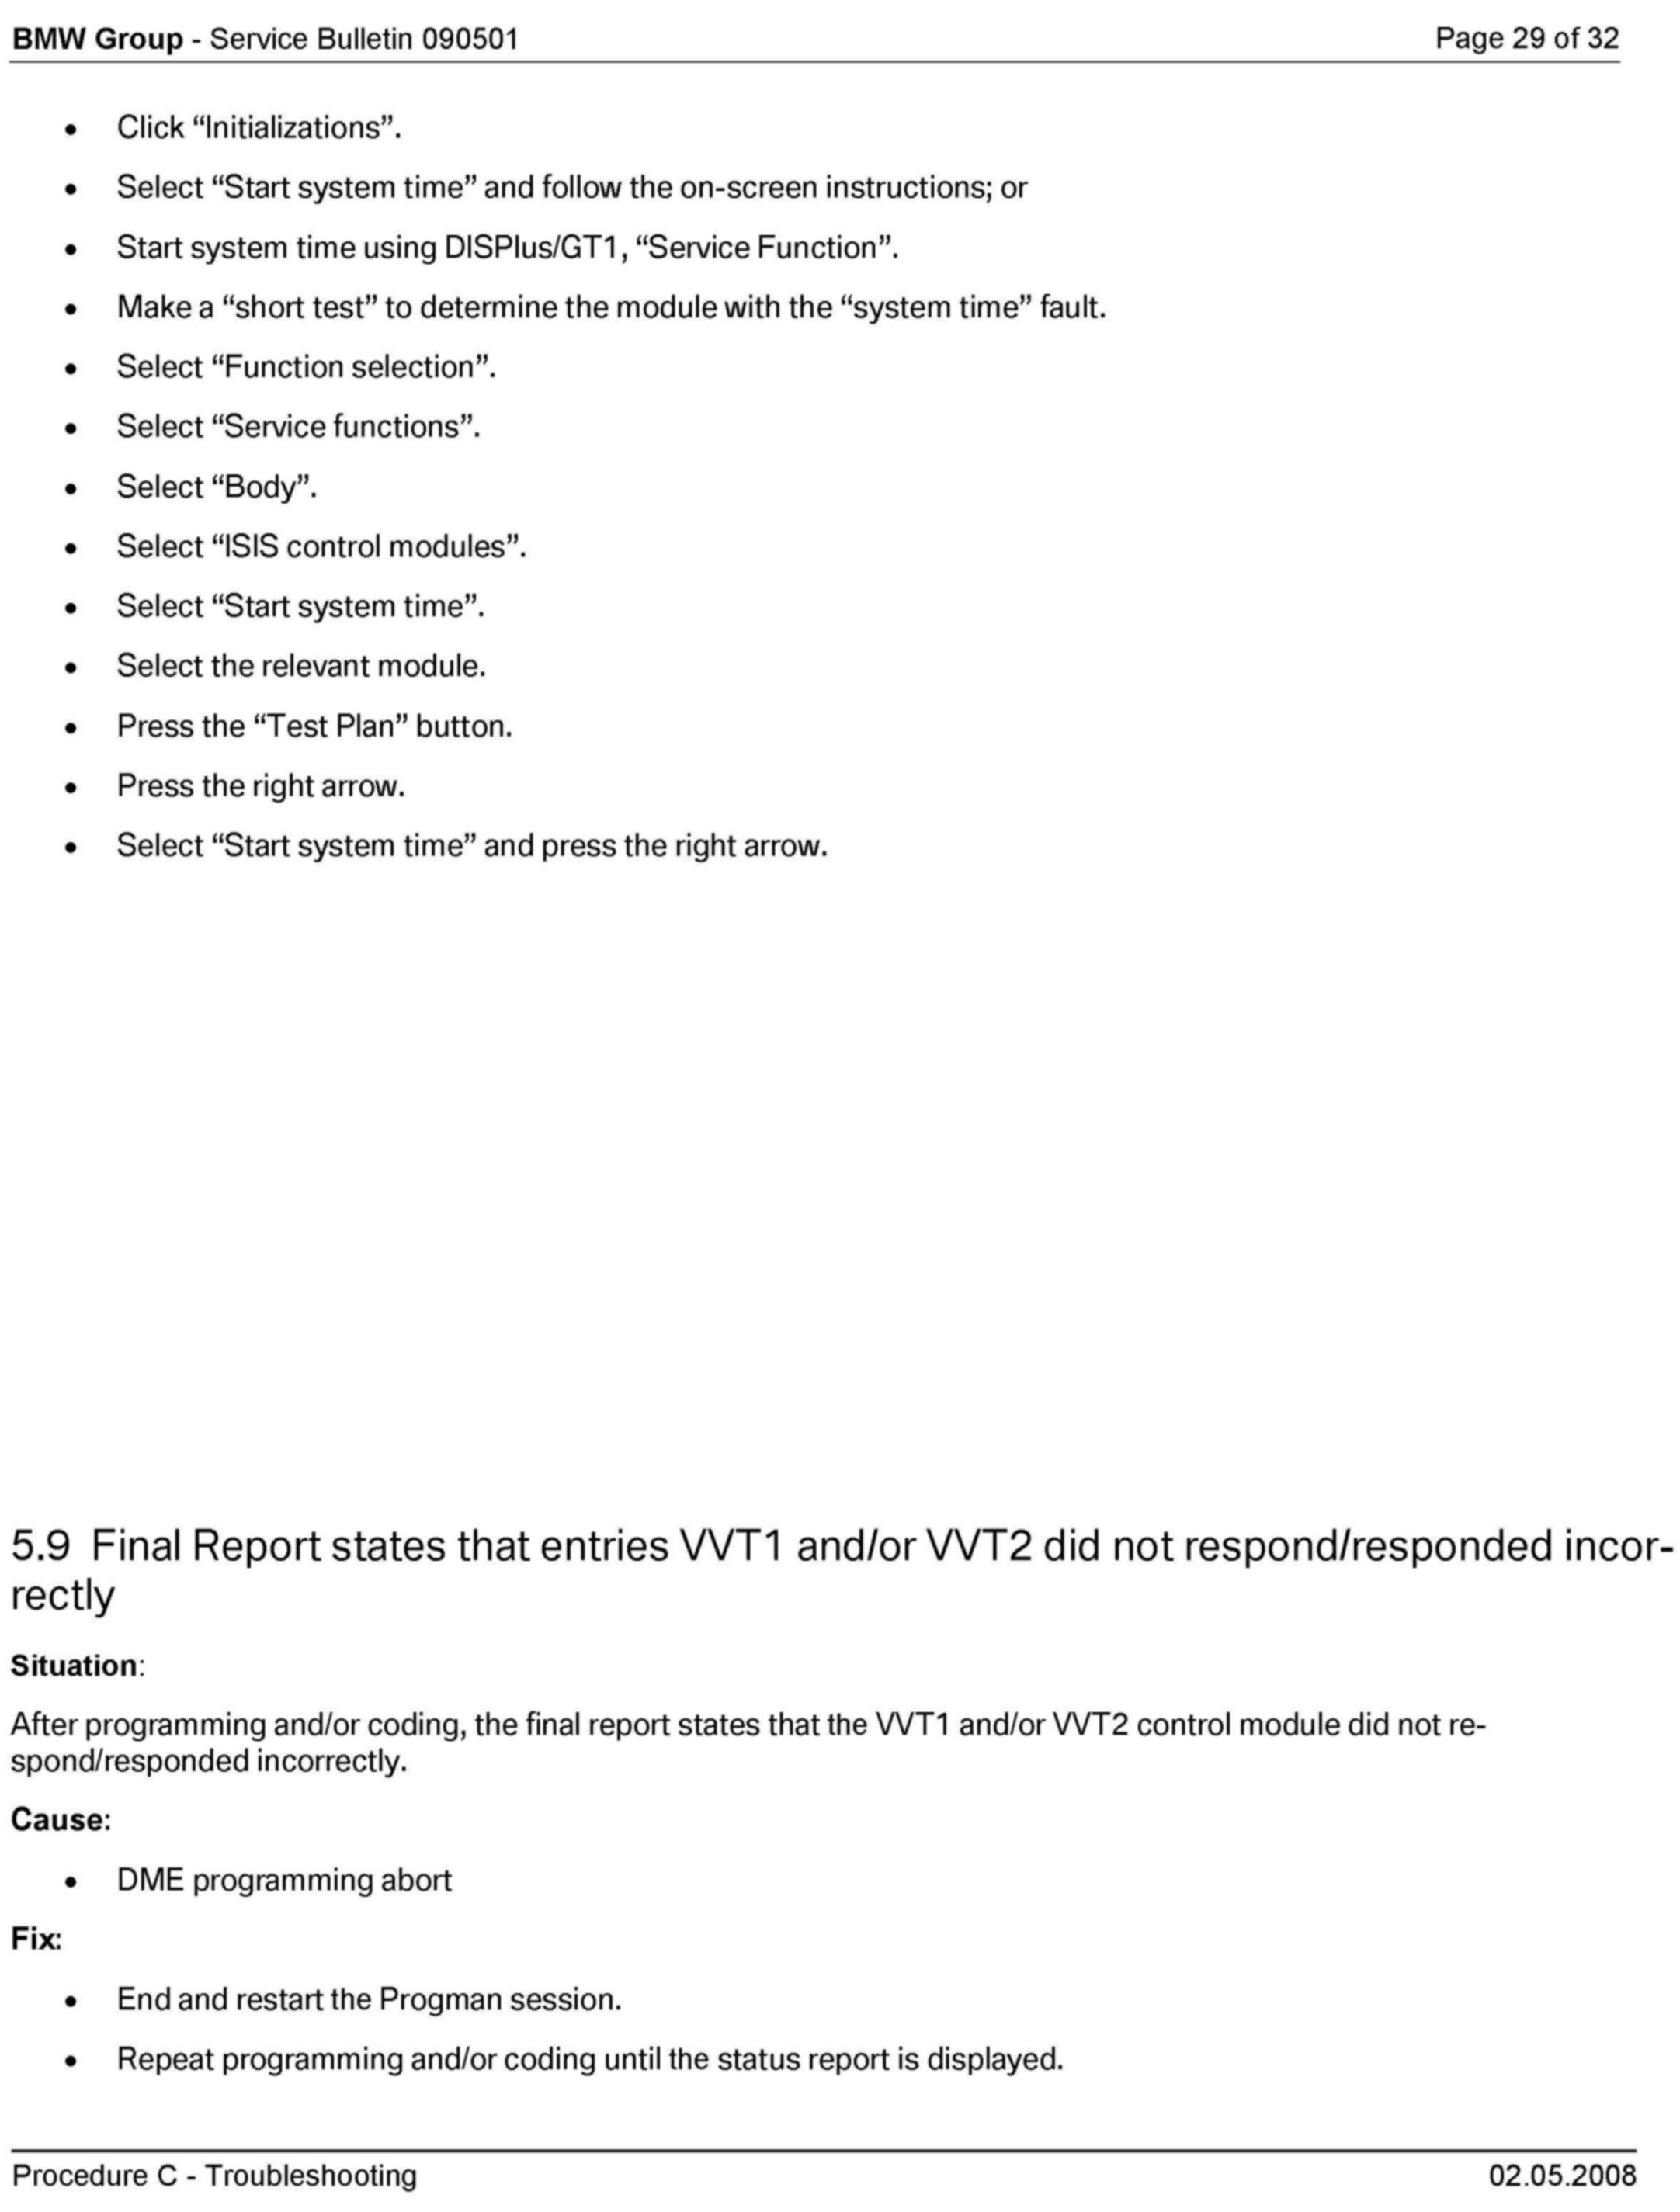 BMW Group - Service Bulletin 090501 Page 29 of 32
• Click “Initializations”.
• Select “Start system time” and follow the on-screen instructions; or
• Start system time using DISPlus/GT1, “Service Function”.
• Make a “short test” to determine the module with the “system time” fault.
• Select “Function selection”.
• Select “Service functions”.
• Select “Body”.
• Select “ISIS control modules”.
• Select “Start system time”.
• Select the relevant module.
• Press the “Test Plan” button.
• Press the right arrow.
• Select “Start system time” and press the right arrow.
5.9 Final Report states that entries VVT1 and/or VVT2 did not respond/responded incor-
rectly
Situation:
After programming and/or coding, the final report states that the VVT1 and/or VVT2 control module did not re-
spond/responded incorrectly.
Cause:
• DME programming abort
Fix:
• End and restart the Progman session.
• Repeat programming and/or coding until the status report is displayed.
Procedure C - Troubleshooting 02.05.2008